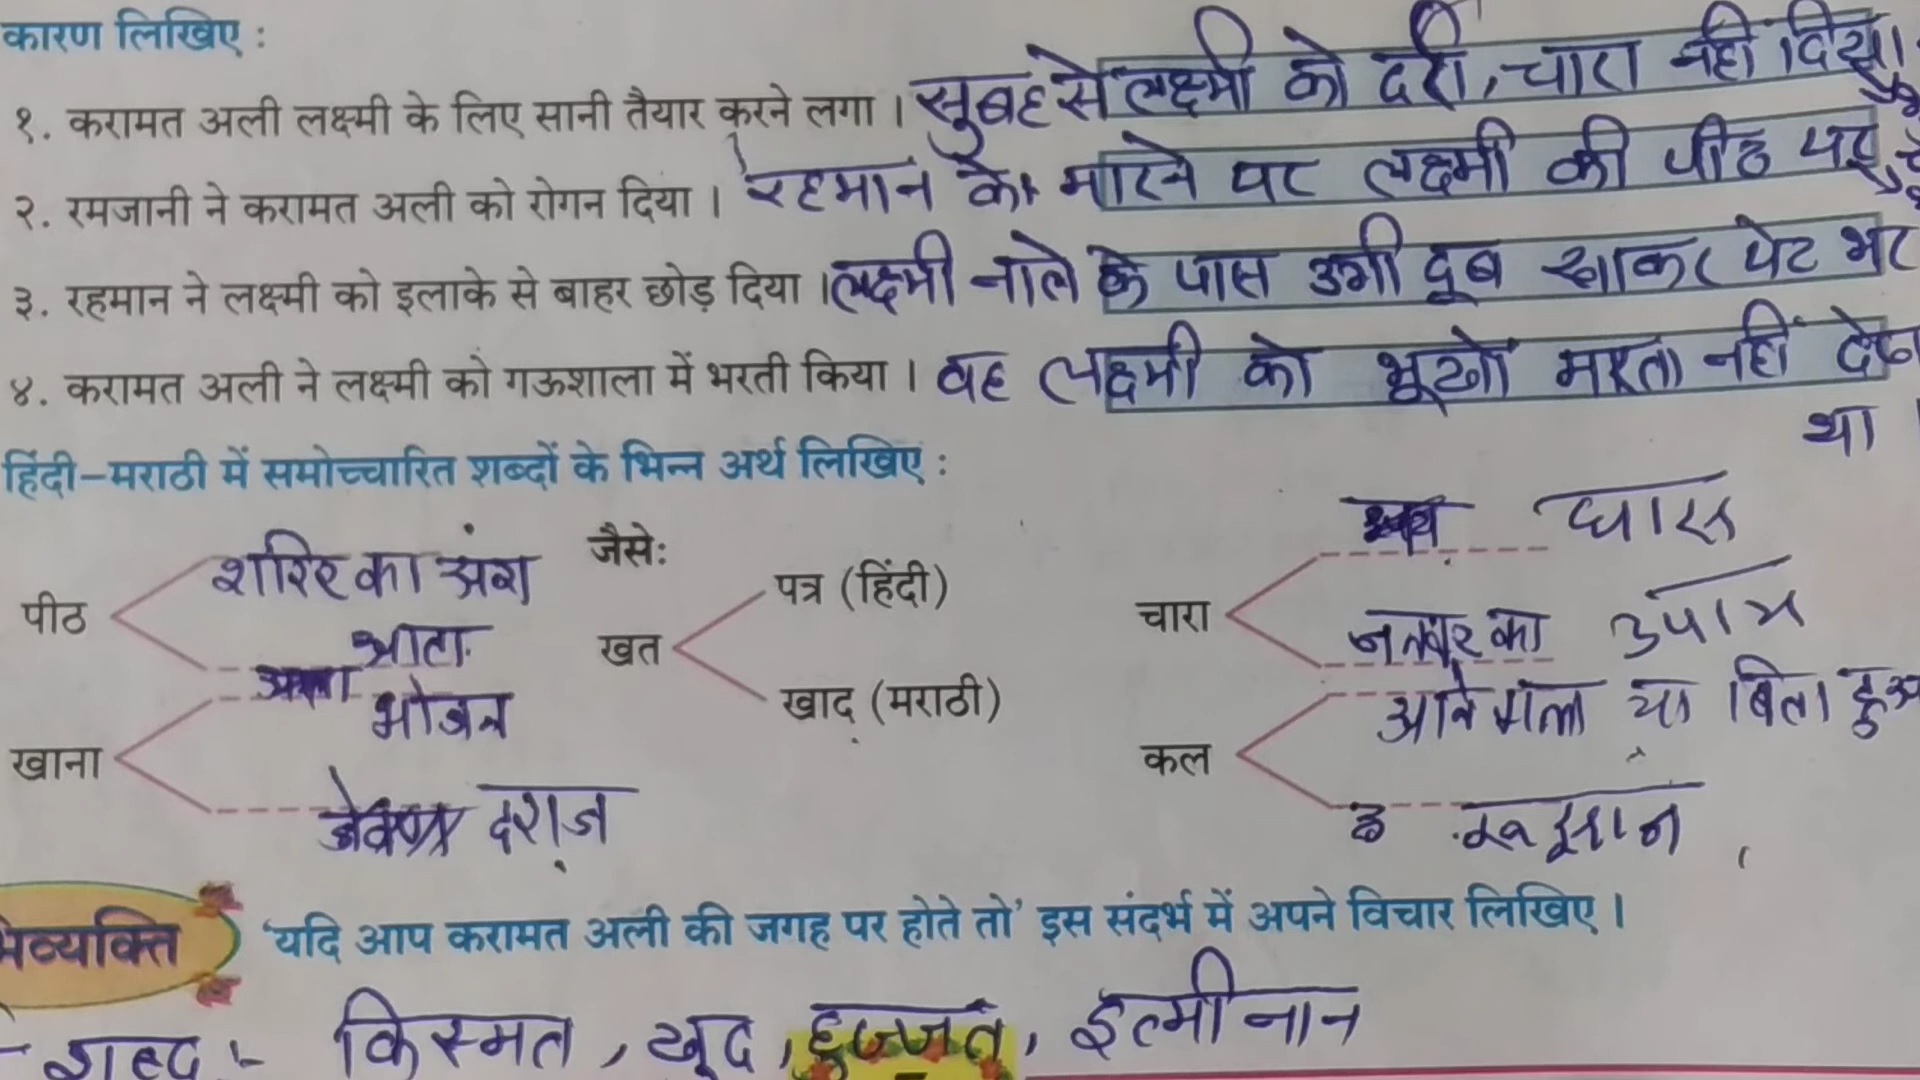 कारण लिखिए :
१. करामत अली लक्ष्मी के लिए सानी तैयार करने लगा । सुबह से लक्ष्मी को दर्रा, चारा नहीं दिया
२. रमजानी ने करामत अली को रोगन दिया । रहमान के मारने पर लक्ष्मी की पीठ पर
३. रहमान ने लक्ष्मी को इलाके से बाहर छोड़ दिया । लक्ष्मी नाले के पास उगी दूब खाकर पेट भर
४. करामत अली ने लक्ष्मी को गऊशाला में भरती किया । वह लक्ष्मी को भूखों मरता नहीं देख
था ।
हिंदी-मराठी में समोच्चारित शब्दों के भिन्न अर्थ लिखिए :
पीठ
शरिर का अंश
आटा
जैसे:
खत
पत्र (हिंदी)
खाद (मराठी)
चारा
घास
का उपाय
खाना
भोजन
दराज
कल
आने या बिता हुआ
रूझान
भिव्यक्ति
'यदि आप करामत अली की जगह पर होते तो' इस संदर्भ में अपने विचार लिखिए ।
शब्द :- किस्मत, खूद, हुज्जत, इत्मीनान